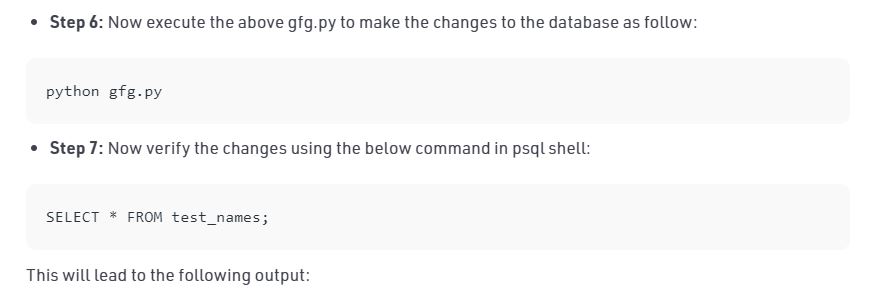 • Step 6: Now execute the above gfg.py to make the changes to the database as follow:
python gfg.py
• Step 7: Now verify the changes using the below command in psql shell:
SELECT * FROM test_names;
This will lead to the following output: